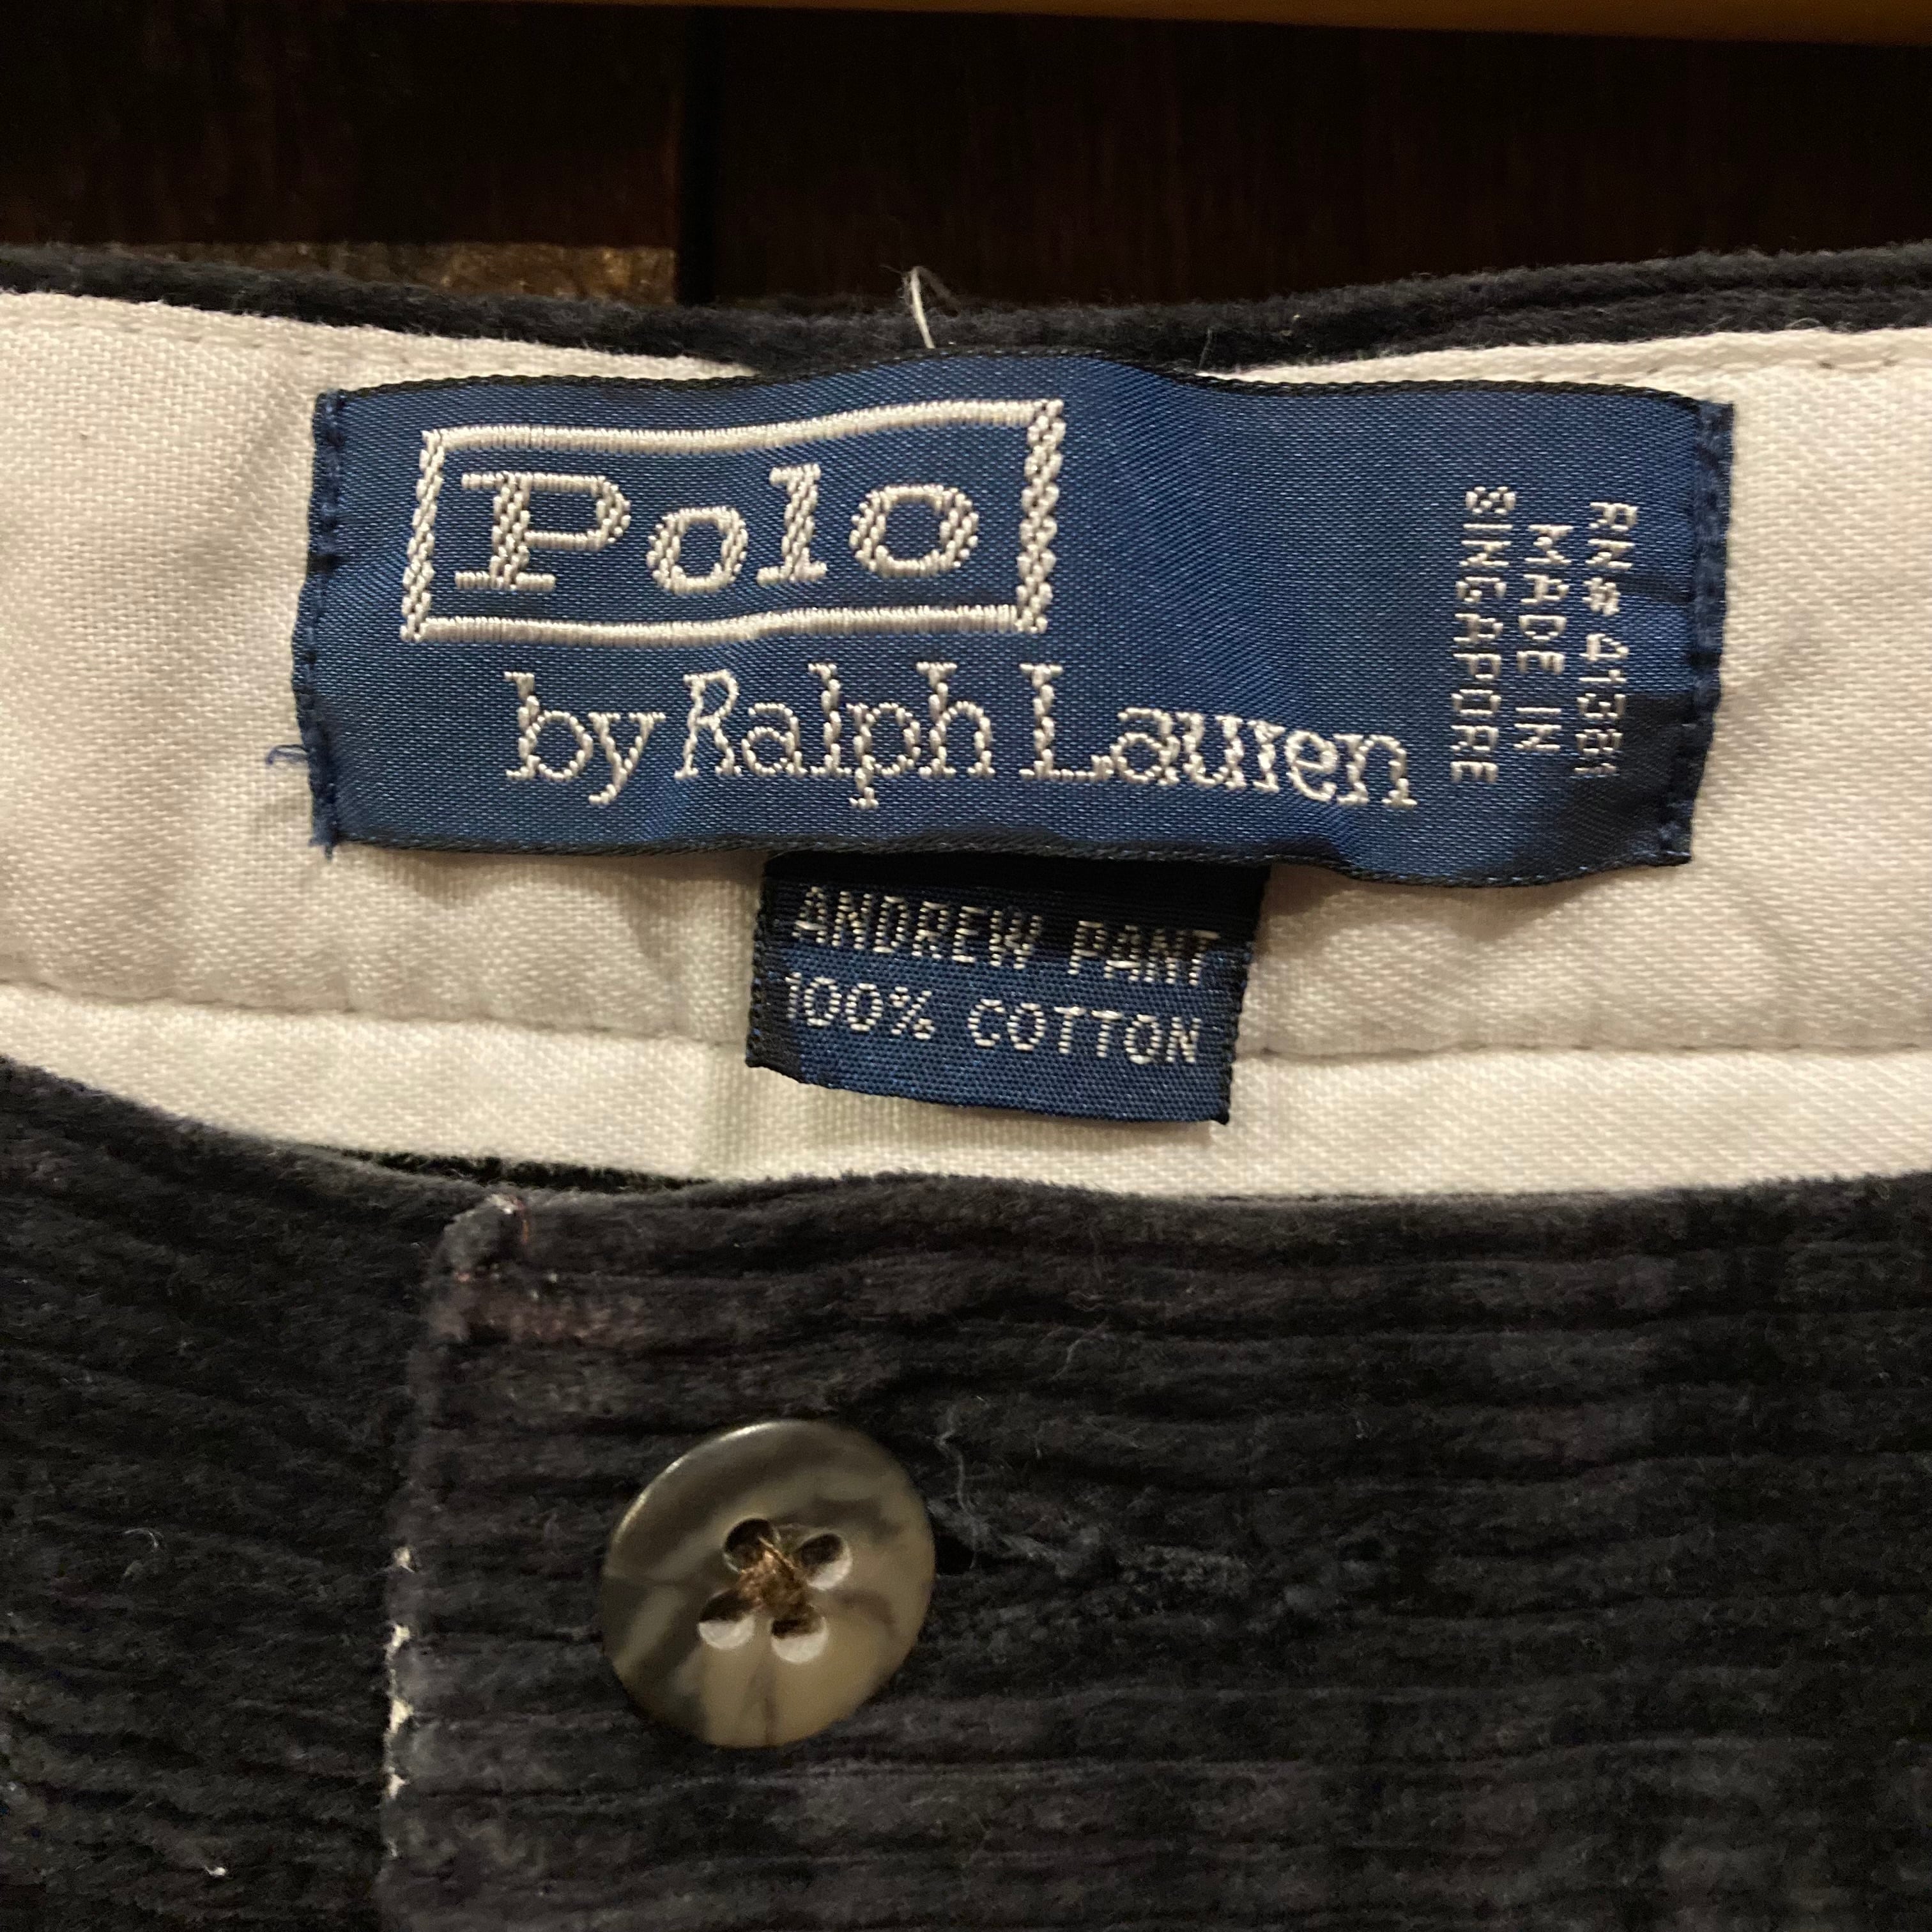 Polo
by Ralph Lauren
RN# 41381
MADE IN
SINGAPORE
ANDREW PANT
100% COTTON